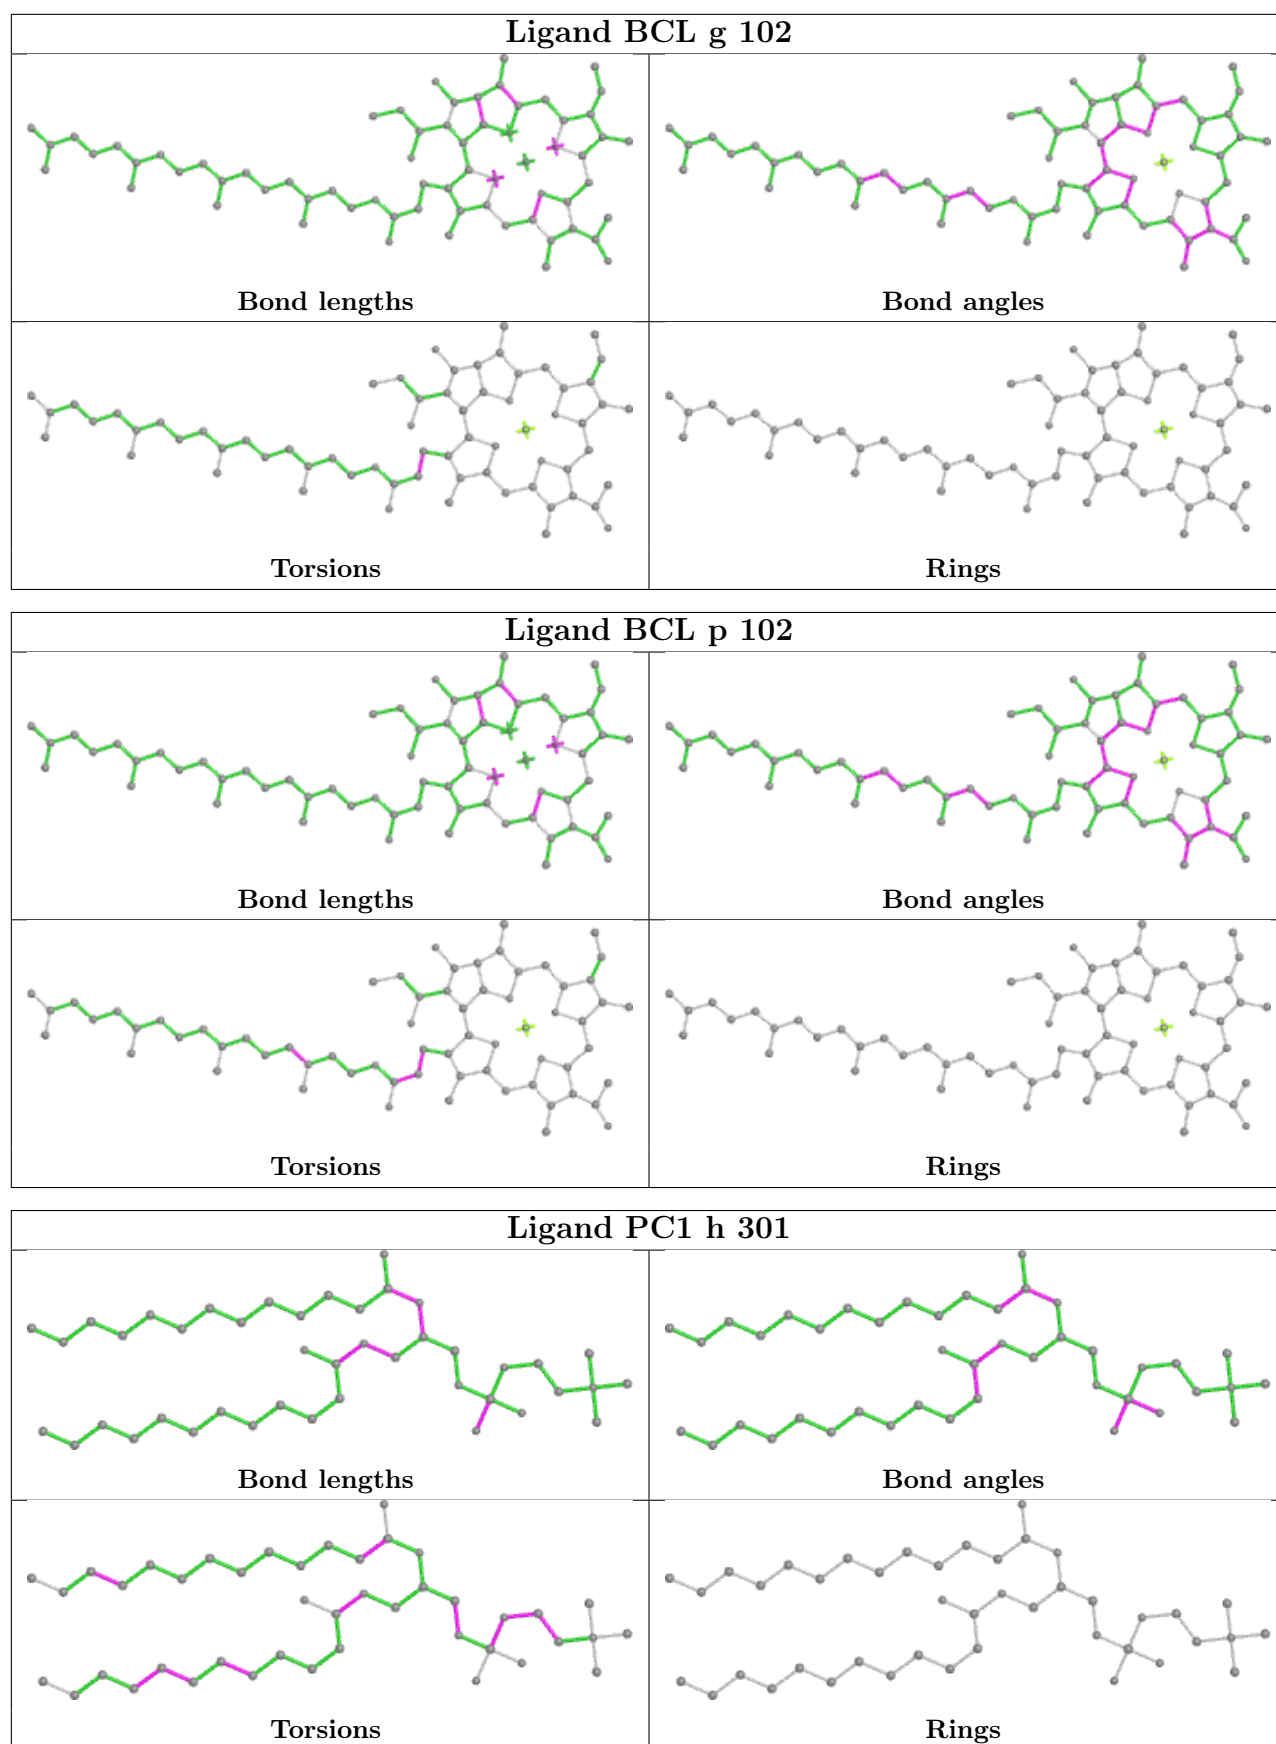 Ligand BCL g 102
Bond lengths
Bond angles
Torsions
Rings
Ligand BCL p 102
Bond lengths
Bond angles
Torsions
Rings
Ligand PC1 h 301
Bond lengths
Bond angles
Torsions
Rings